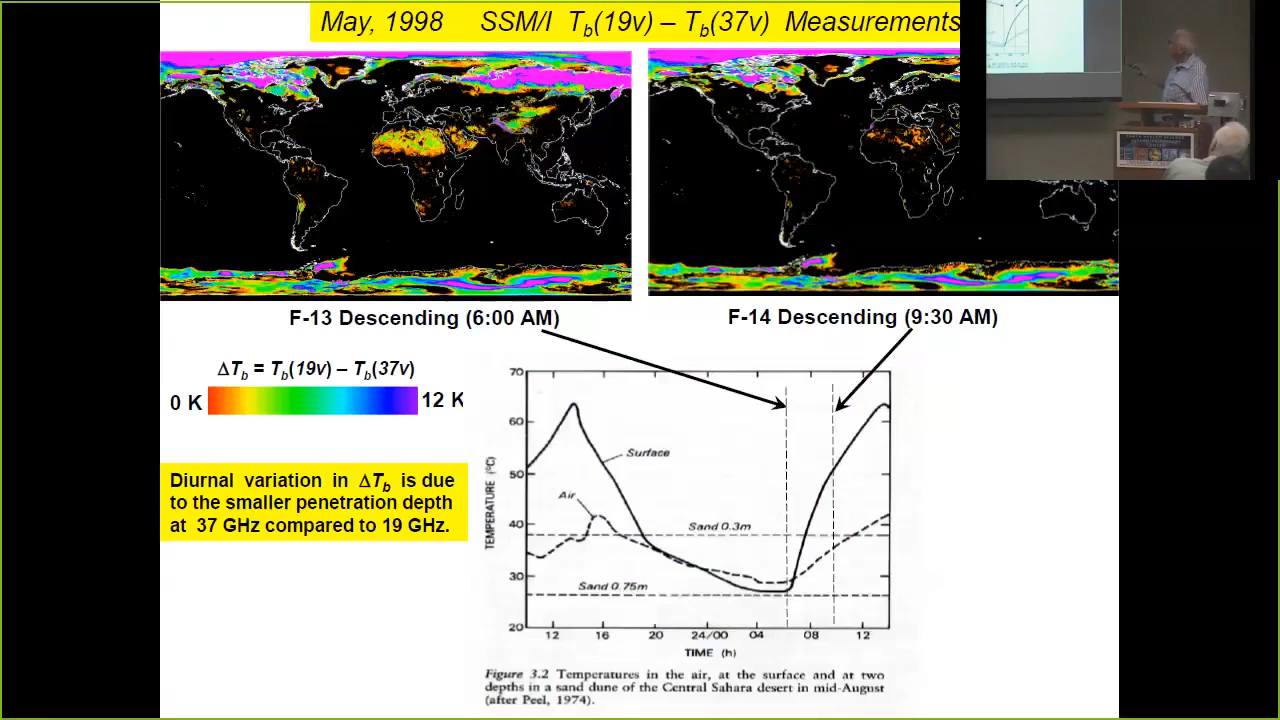 May, 1998 SSM/I Tb(19v) – Tb(37v) Measurements
F-13 Descending (6:00 AM)
F-14 Descending (9:30 AM)
ΔTb = Tb(19v) – Tb(37v)
0 K
12 K
Diurnal variation in ΔTb is due
to the smaller penetration depth
at 37 GHz compared to 19 GHz.
70
60
50
40
30
20
TEMPERATURE (°C)
Surface
Air
Sand 0.3m
Sand 0.75m
12 16 20 24/00 04 08 12
TIME (h)
Figure 3.2 Temperatures in the air, at the surface and at two
depths in a sand dune of the Central Sahara desert in mid-August
(after Peel, 1974).